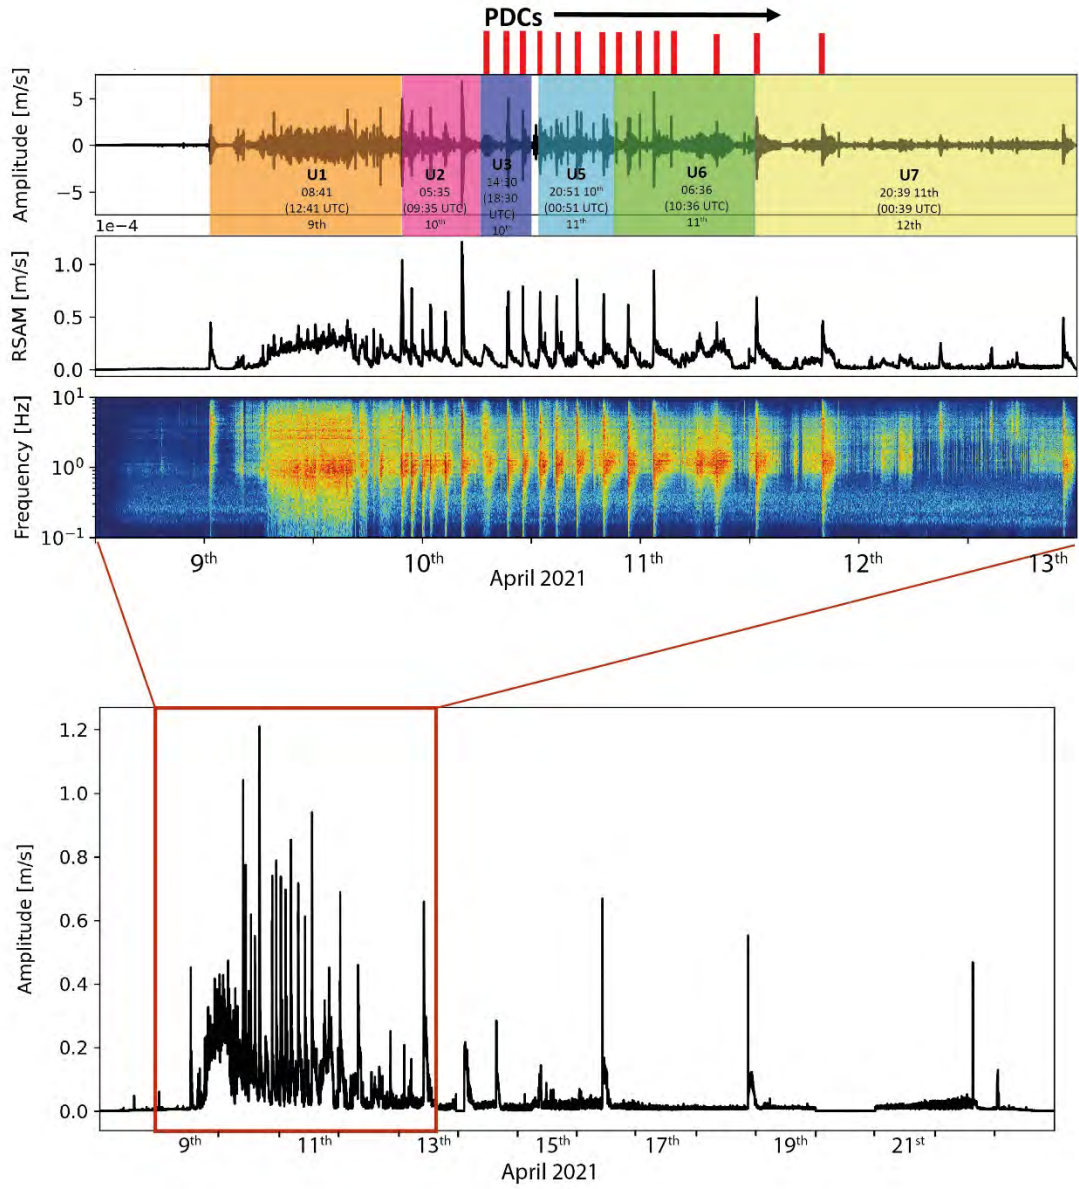 PDCs
Amplitude [m/s]
5
0
−5
1e−4
U1
08:41
(12:41 UTC)
9th
U2
05:35
(09:35 UTC)
10th
U3
14:30
(18:30
UTC)
10th
U5
20:51 10th
(00:51 UTC)
11th
U6
06:36
(10:36 UTC)
11th
U7
20:39 11th
(00:39 UTC)
12th
RSAM [m/s]
1.0
0.5
0.0
Frequency [Hz]
10¹
10⁰
10⁻¹
9th 10th 11th 12th 13th
April 2021
Amplitude [m/s]
1.2
1.0
0.8
0.6
0.4
0.2
0.0
9th 11th 13th 15th 17th 19th 21st
April 2021